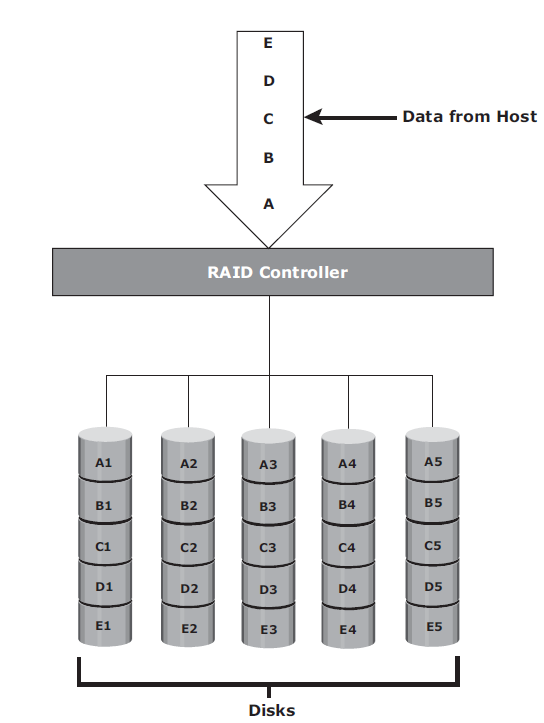 E
D
C
Data from Host
B
A
RAID Controller
A1 A2 A3 A4 A5
B1 B2 B3 B4 B5
C1 C2 C3 C4 C5
D1 D2 D3 D4 D5
E1 E2 E3 E4 E5
Disks